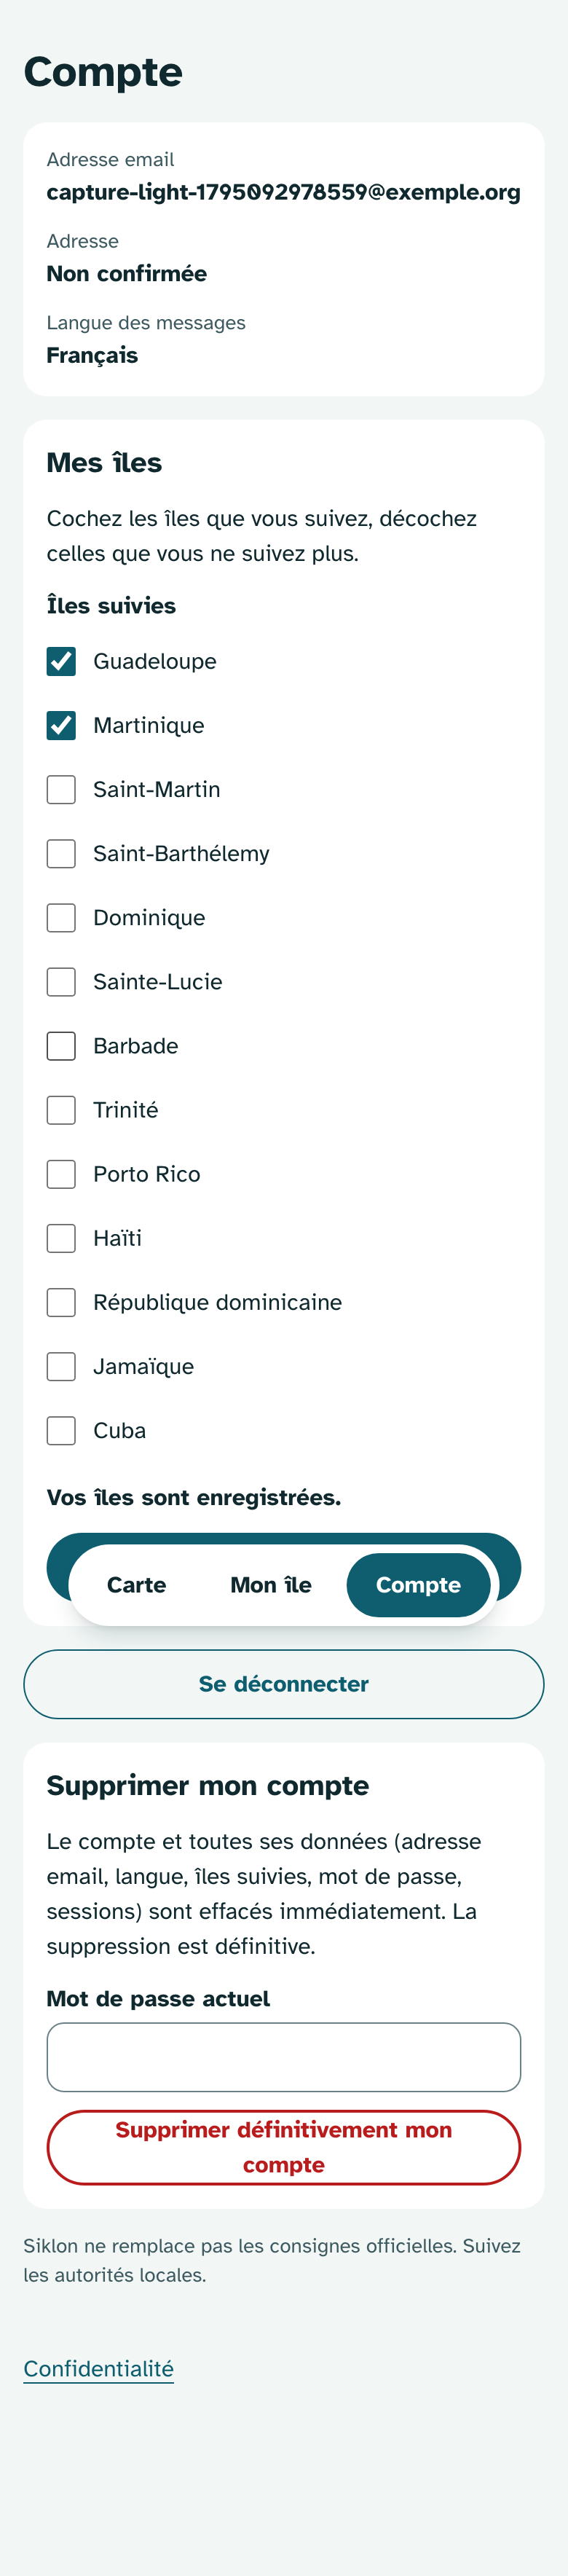 Compte
Adresse email
capture-light-1795092978559@exemple.org
Adresse
Non confirmée
Langue des messages
Français
Mes îles
Cochez les îles que vous suivez, décochez
celles que vous ne suivez plus.
Îles suivies
Guadeloupe
Martinique
Saint-Martin
Saint-Barthélemy
Dominique
Sainte-Lucie
Barbade
Trinité
Porto Rico
Haïti
République dominicaine
Jamaïque
Cuba
Vos îles sont enregistrées.
Carte Mon île Compte
Se déconnecter
Supprimer mon compte
Le compte et toutes ses données (adresse
email, langue, îles suivies, mot de passe,
sessions) sont effacés immédiatement. La
suppression est définitive.
Mot de passe actuel
Supprimer définitivement mon
compte
Siklon ne remplace pas les consignes officielles. Suivez
les autorités locales.
Confidentialité